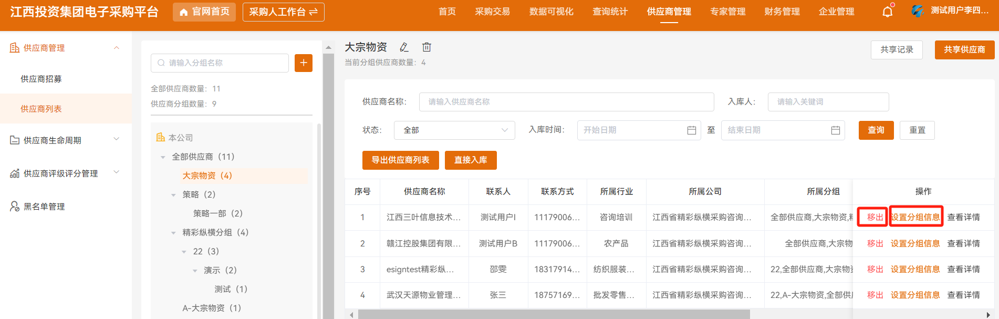 江西投资集团电子采购平台
官网首页
采购人工作台
首页
采购交易
数据可视化
查询统计
供应商管理
专家管理
财务管理
企业管理
测试用户李四...
供应商管理
供应商招募
供应商列表
供应商生命周期
供应商评级评分管理
黑名单管理
请输入分组名称
全部供应商数量：11
供应商分组数量：9
本公司
全部供应商（11）
大宗物资（4）
策略（2）
策略一部（2）
精彩纵横分组（4）
22（3）
演示（2）
测试（1）
A-大宗物资（1）
大宗物资
当前分组供应商数量：4
共享记录
共享供应商
供应商名称：
请输入供应商名称
入库人：
请输入关键词
状态：
全部
入库时间：
开始日期
至
结束日期
查询
重置
导出供应商列表
直接入库
序号 供应商名称 联系人 联系方式 所属行业 所属公司 所属分组 操作
1 江西三叶信息技术... 测试用户I 11179006... 咨询培训 江西省精彩纵横采购咨询... 全部供应商,大宗物资, 移出 设置分组信息 查看详情
2 赣江控股集团有限... 测试用户B 11179006... 农产品 江西省精彩纵横采购咨询... 全部供应商,大宗物 移出 设置分组信息 查看详情
3 esigntest精彩纵... 邵雯 18317914... 纺织服装... 江西省精彩纵横采购咨询... 22,全部供应商,大宗物 移出 设置分组信息 查看详情
4 武汉天源物业管理... 张三 18757169... 批发零售... 江西省精彩纵横采购咨询... 22,A-大宗物资,全部供 移出 设置分组信息 查看详情